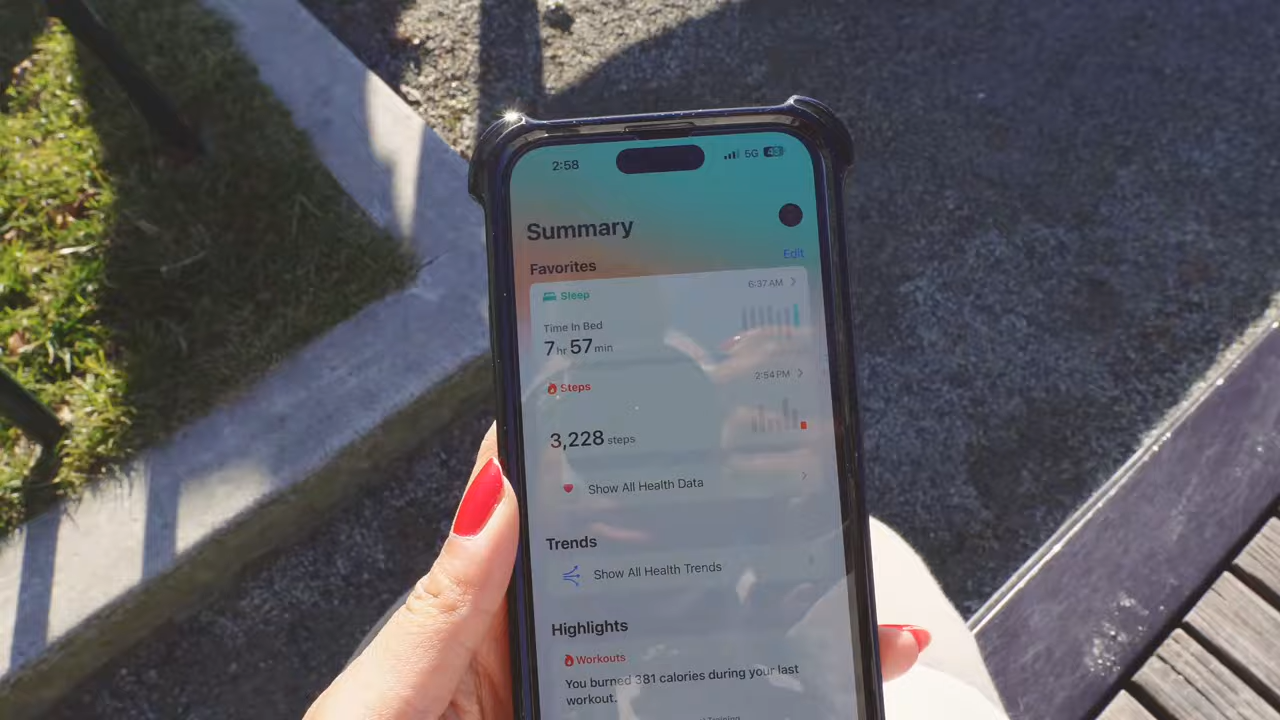 2:58
5G 43
Summary
Edit
Favorites
Sleep
6:37 AM
Time In Bed
7 hr 57 min
Steps
2:54 PM
3,228 steps
Show All Health Data
Trends
Show All Health Trends
Highlights
Workouts
You burned 381 calories during your last
workout.
Training